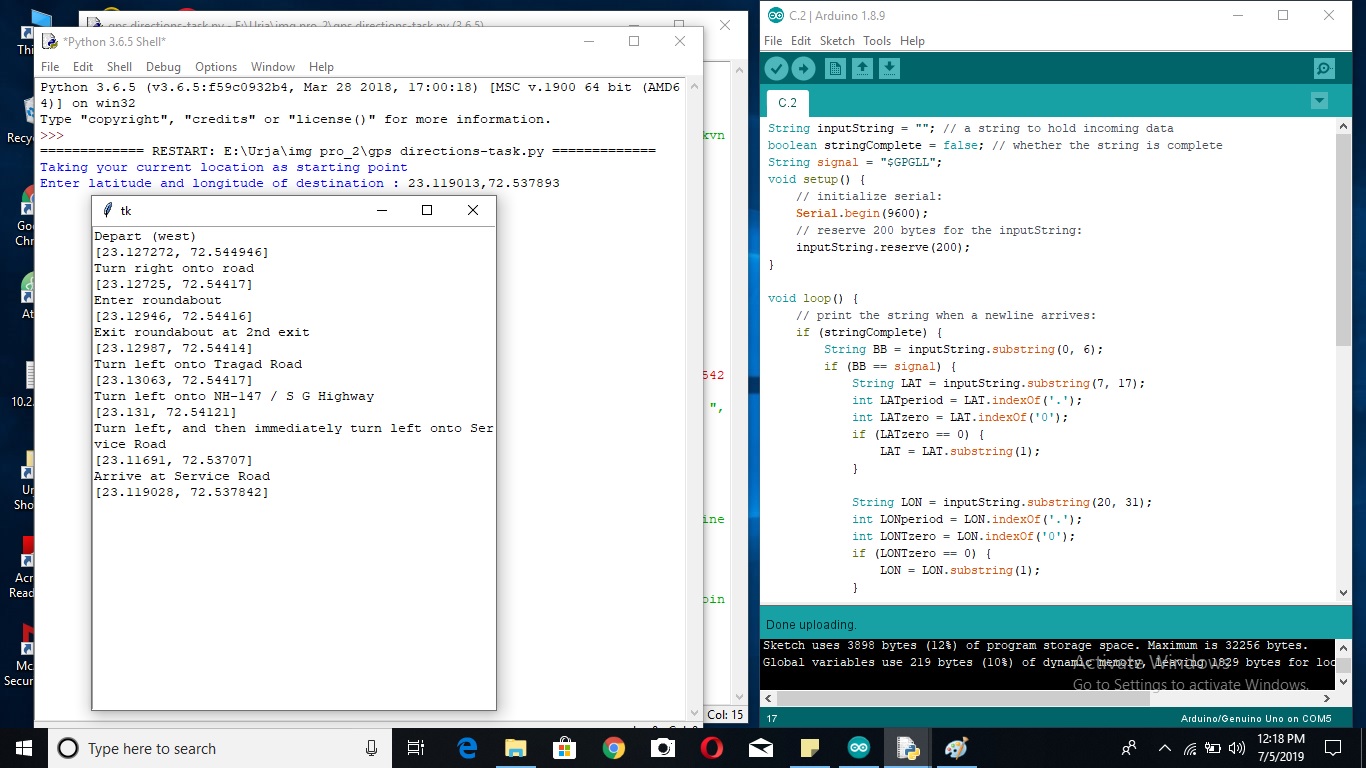 gps directions-task.py - E:\Urja\img pro_2\gps directions-task.py (3.6.5)
*Python 3.6.5 Shell*
File Edit Shell Debug Options Window Help
Python 3.6.5 (v3.6.5:f59c0932b4, Mar 28 2018, 17:00:18) [MSC v.1900 64 bit (AMD6
4)] on win32
Type "copyright", "credits" or "license()" for more information.
>>>
============= RESTART: E:\Urja\img pro_2\gps directions-task.py =============
Taking your current location as starting point
Enter latitude and longitude of destination : 23.119013,72.537893
tk
Depart (west)
[23.127272, 72.544946]
Turn right onto road
[23.12725, 72.54417]
Enter roundabout
[23.12946, 72.54416]
Exit roundabout at 2nd exit
[23.12987, 72.54414]
Turn left onto Tragad Road
[23.13063, 72.54417]
Turn left onto NH-147 / S G Highway
[23.131, 72.54121]
Turn left, and then immediately turn left onto Ser
vice Road
[23.11691, 72.53707]
Arrive at Service Road
[23.119028, 72.537842]
kvn
542
",
ine
oin
Col: 15
Thi
Recyc
Goo
Chr
At
10.2.
Ur
Sho
Acr
Read
Mc
Secur
C.2 | Arduino 1.8.9
File Edit Sketch Tools Help
C.2
String inputString = ""; // a string to hold incoming data
boolean stringComplete = false; // whether the string is complete
String signal = "$GPGLL";
void setup() {
// initialize serial:
Serial.begin(9600);
// reserve 200 bytes for the inputString:
inputString.reserve(200);
}
void loop() {
// print the string when a newline arrives:
if (stringComplete) {
String BB = inputString.substring(0, 6);
if (BB == signal) {
String LAT = inputString.substring(7, 17);
int LATperiod = LAT.indexOf('.');
int LATzero = LAT.indexOf('0');
if (LATzero == 0) {
LAT = LAT.substring(1);
}
String LON = inputString.substring(20, 31);
int LONperiod = LON.indexOf('.');
int LONTzero = LON.indexOf('0');
if (LONTzero == 0) {
LON = LON.substring(1);
}
Done uploading.
Sketch uses 3898 bytes (12%) of program storage space. Maximum is 32256 bytes.
Global variables use 219 bytes (10%) of dynamic memory, leaving 1829 bytes for loc
Activate Windows
Go to Settings to activate Windows.
17
Arduino/Genuino Uno on COM5
Type here to search
12:18 PM
7/5/2019